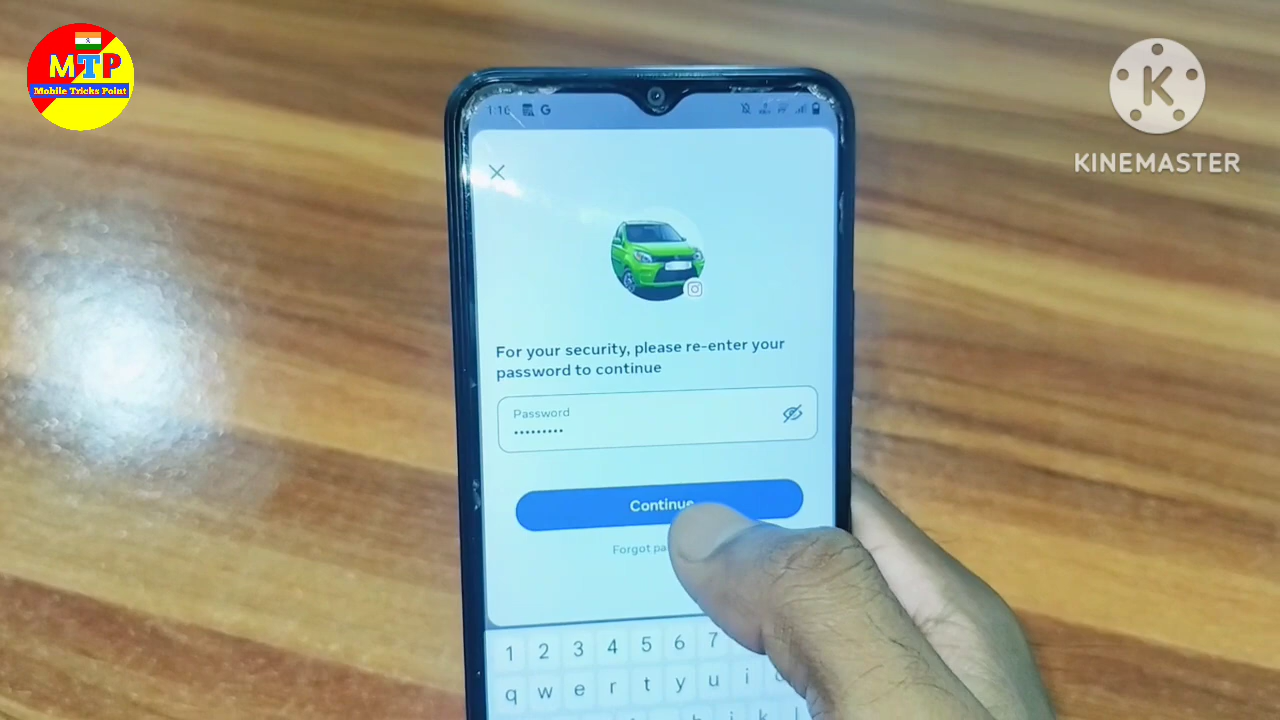 MTP
Mobile Tricks Point
K
KINEMASTER
1:16 G
For your security, please re-enter your
password to continue
Password
•••••••••
Continue
Forgot
1 2 3 4 5 6 7
q w e r t y u i